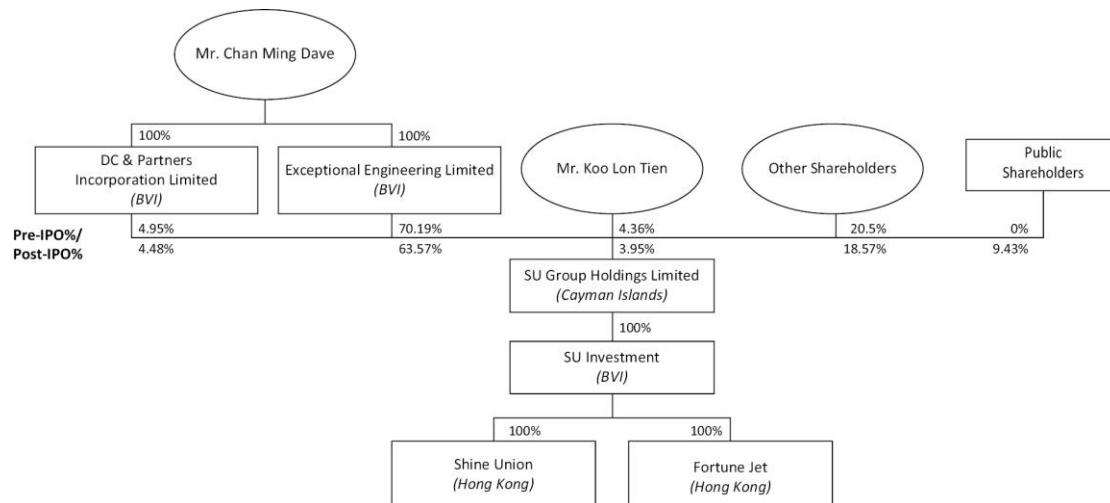 Mr. Chan Ming Dave
100%
100%
DC & Partners
Incorporation Limited
(BVI)
Exceptional Engineering Limited
(BVI)
Mr. Koo Lon Tien
Other Shareholders
Public
Shareholders
Pre-IPO%/
Post-IPO%
4.95%
70.19%
4.36%
20.5%
0%
4.48%
63.57%
3.95%
18.57%
9.43%
SU Group Holdings Limited
(Cayman Islands)
100%
SU Investment
(BVI)
100%
100%
Shine Union
(Hong Kong)
Fortune Jet
(Hong Kong)